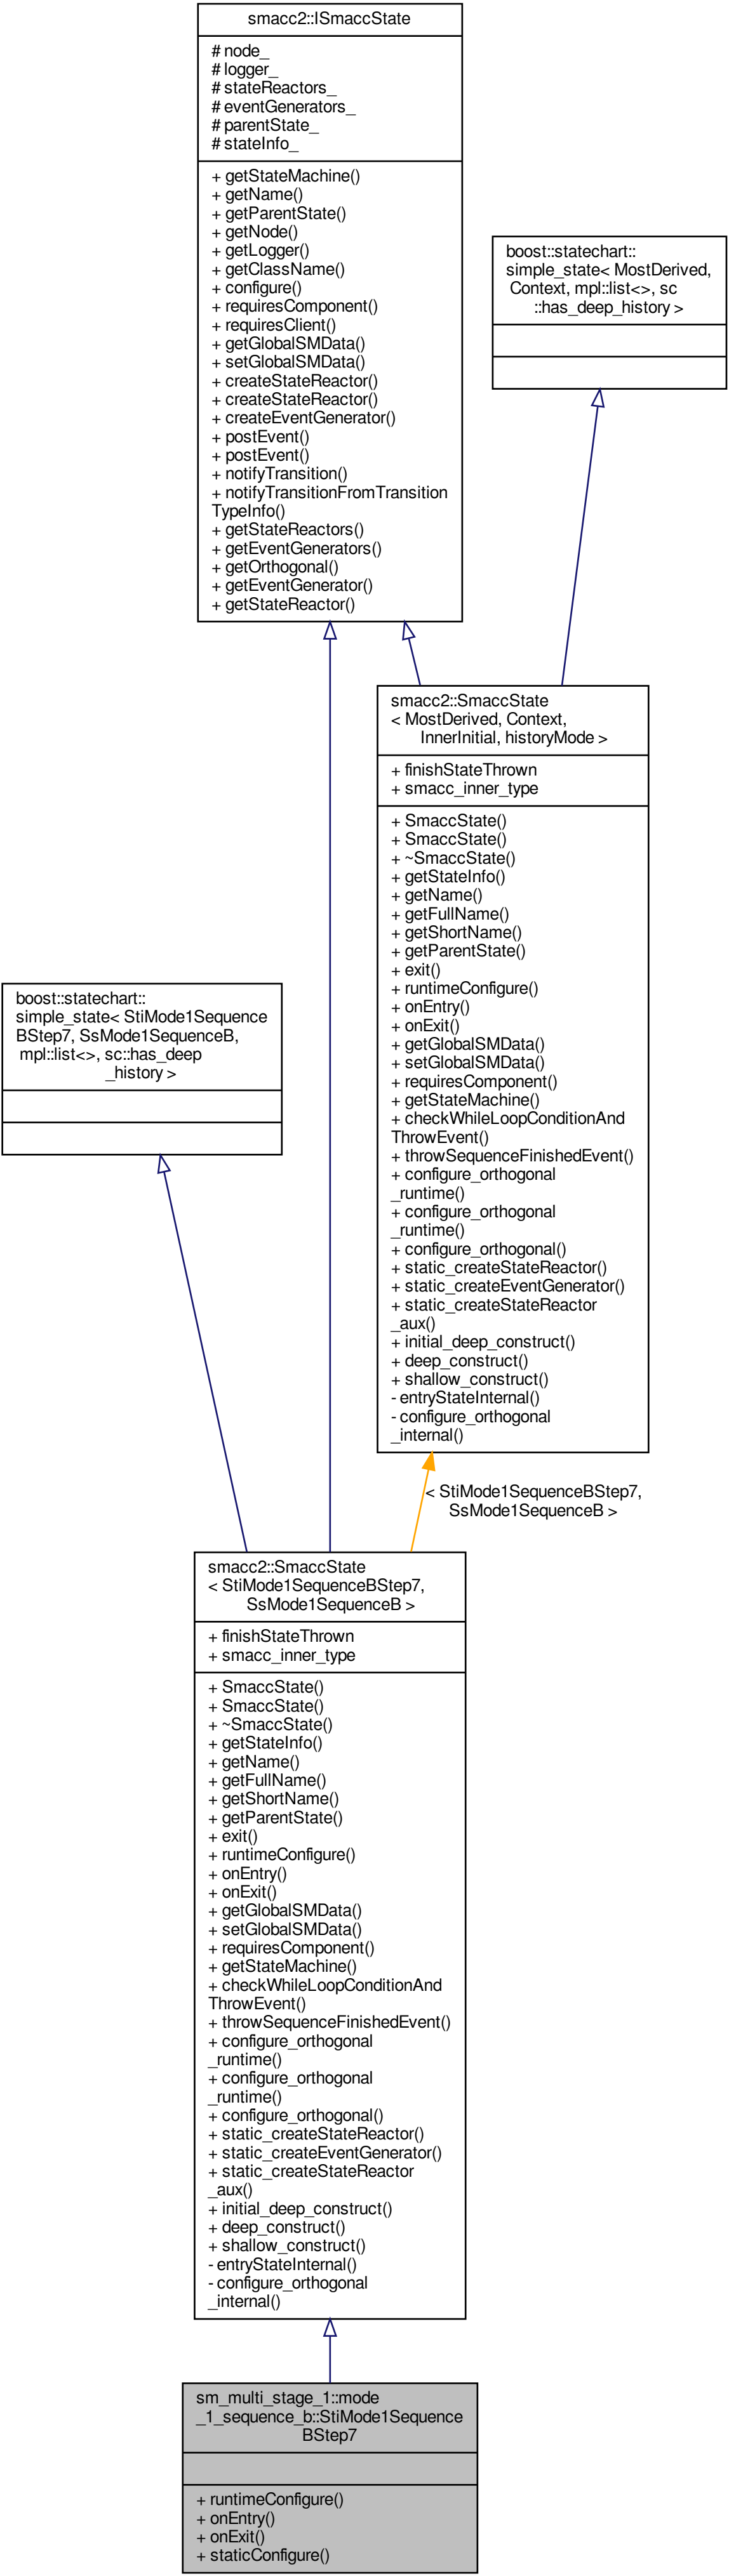 smacc2::ISmaccState
# node_
# logger_
# stateReactors_
# eventGenerators_
# parentState_
# stateInfo_
+ getStateMachine()
+ getName()
+ getParentState()
+ getNode()
+ getLogger()
+ getClassName()
+ configure()
+ requiresComponent()
+ requiresClient()
+ getGlobalSMData()
+ setGlobalSMData()
+ createStateReactor()
+ createStateReactor()
+ createEventGenerator()
+ postEvent()
+ postEvent()
+ notifyTransition()
+ notifyTransitionFromTransition
TypeInfo()
+ getStateReactors()
+ getEventGenerators()
+ getOrthogonal()
+ getEventGenerator()
+ getStateReactor()
boost::statechart::
simple_state< MostDerived,
Context, mpl::list<>, sc
::has_deep_history >
smacc2::SmaccState
< MostDerived, Context,
InnerInitial, historyMode >
+ finishStateThrown
+ smacc_inner_type
+ SmaccState()
+ SmaccState()
+ ~SmaccState()
+ getStateInfo()
+ getName()
+ getFullName()
+ getShortName()
+ getParentState()
+ exit()
+ runtimeConfigure()
+ onEntry()
+ onExit()
+ getGlobalSMData()
+ setGlobalSMData()
+ requiresComponent()
+ getStateMachine()
+ checkWhileLoopConditionAnd
ThrowEvent()
+ throwSequenceFinishedEvent()
+ configure_orthogonal
_runtime()
+ configure_orthogonal
_runtime()
+ configure_orthogonal()
+ static_createStateReactor()
+ static_createEventGenerator()
+ static_createStateReactor
_aux()
+ initial_deep_construct()
+ deep_construct()
+ shallow_construct()
- entryStateInternal()
- configure_orthogonal
_internal()
boost::statechart::
simple_state< StiMode1Sequence
BStep7, SsMode1SequenceB,
mpl::list<>, sc::has_deep
_history >
< StiMode1SequenceBStep7,
SsMode1SequenceB >
smacc2::SmaccState
< StiMode1SequenceBStep7,
SsMode1SequenceB >
+ finishStateThrown
+ smacc_inner_type
+ SmaccState()
+ SmaccState()
+ ~SmaccState()
+ getStateInfo()
+ getName()
+ getFullName()
+ getShortName()
+ getParentState()
+ exit()
+ runtimeConfigure()
+ onEntry()
+ onExit()
+ getGlobalSMData()
+ setGlobalSMData()
+ requiresComponent()
+ getStateMachine()
+ checkWhileLoopConditionAnd
ThrowEvent()
+ throwSequenceFinishedEvent()
+ configure_orthogonal
_runtime()
+ configure_orthogonal
_runtime()
+ configure_orthogonal()
+ static_createStateReactor()
+ static_createEventGenerator()
+ static_createStateReactor
_aux()
+ initial_deep_construct()
+ deep_construct()
+ shallow_construct()
- entryStateInternal()
- configure_orthogonal
_internal()
sm_multi_stage_1::mode
_1_sequence_b::StiMode1Sequence
BStep7
+ runtimeConfigure()
+ onEntry()
+ onExit()
+ staticConfigure()